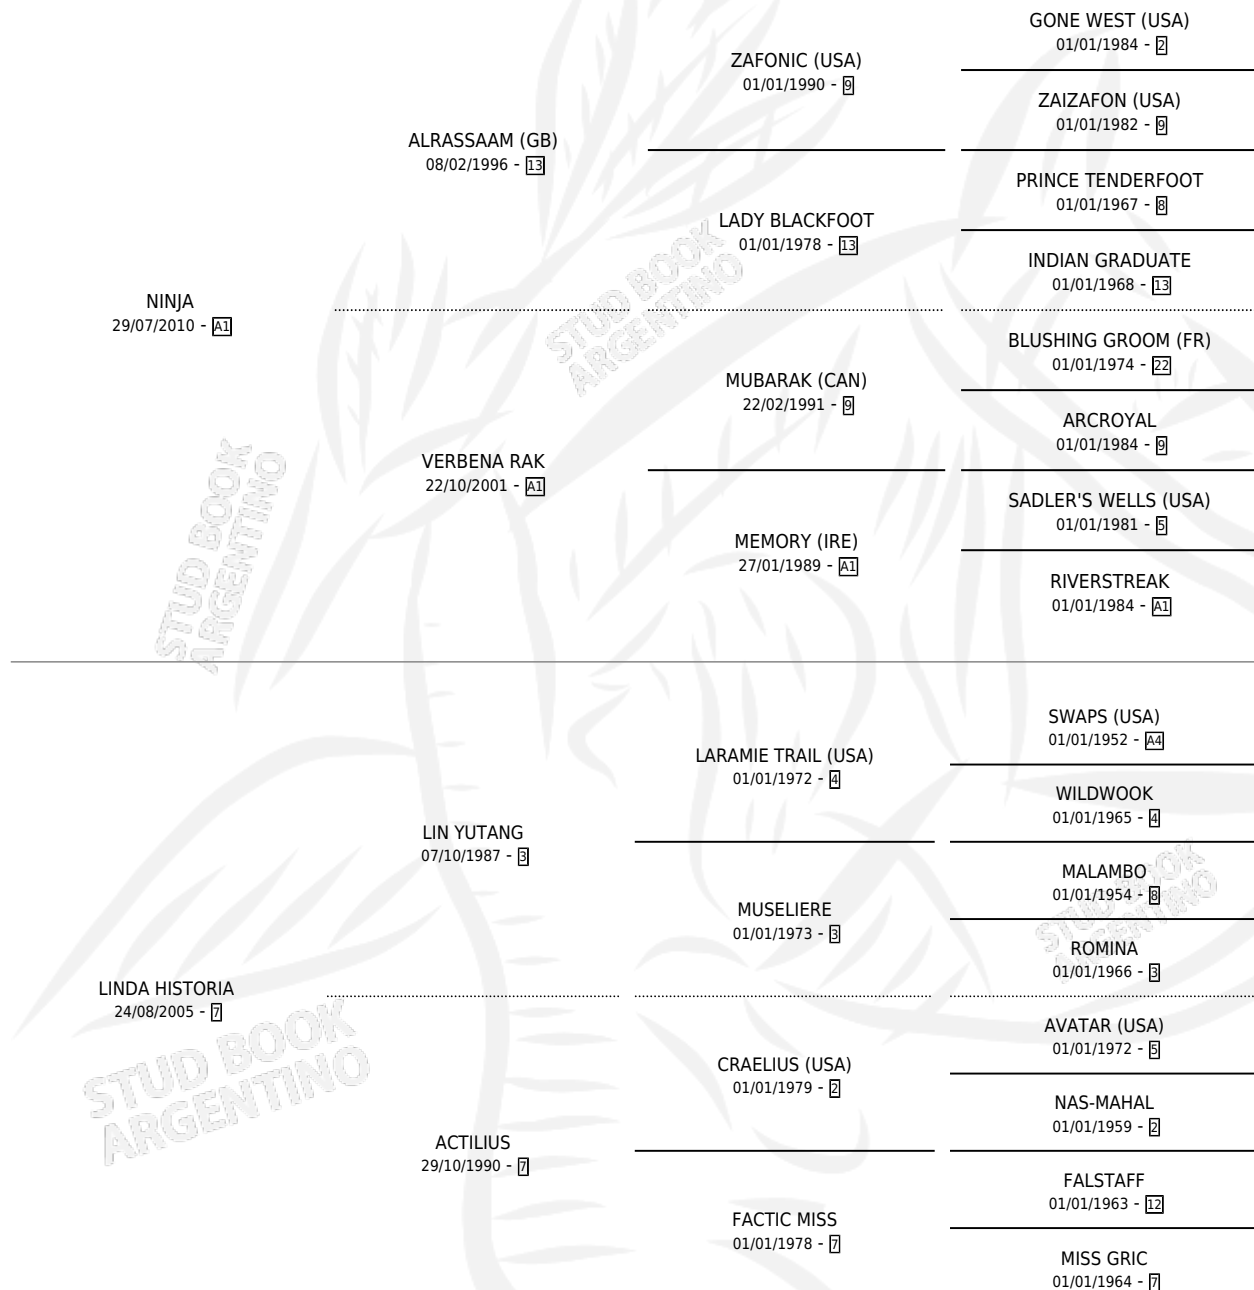 GONE WEST (USA)
01/01/1984 - 2
ZAFONIC (USA)
01/01/1990 - 9
ZAIZAFON (USA)
01/01/1982 - 9
ALRASSAAM (GB)
08/02/1996 - 13
PRINCE TENDERFOOT
01/01/1967 - 8
LADY BLACKFOOT
01/01/1978 - 13
INDIAN GRADUATE
01/01/1968 - 13
NINJA
29/07/2010 - A1
STUD BOOK
ARGENTINO
BLUSHING GROOM (FR)
01/01/1974 - 22
MUBARAK (CAN)
22/02/1991 - 9
ARCROYAL
01/01/1984 - 9
VERBENA RAK
22/10/2001 - A1
SADLER'S WELLS (USA)
01/01/1981 - 5
MEMORY (IRE)
27/01/1989 - A1
RIVERSTREAK
01/01/1984 - A1
STUD BOOK
ARGENTINO
SWAPS (USA)
01/01/1952 - A4
LARAMIE TRAIL (USA)
01/01/1972 - 4
WILDWOOK
01/01/1965 - 4
LIN YUTANG
07/10/1987 - 3
MALAMBO
01/01/1954 - 8
MUSELIERE
01/01/1973 - 3
ROMINA
01/01/1966 - 3
STUD BOOK
ARGENTINO
LINDA HISTORIA
24/08/2005 - 7
STUD BOOK
ARGENTINO
AVATAR (USA)
01/01/1972 - 5
CRAELIUS (USA)
01/01/1979 - 2
NAS-MAHAL
01/01/1959 - 2
ACTILIUS
29/10/1990 - 7
FALSTAFF
01/01/1963 - 12
FACTIC MISS
01/01/1978 - 7
MISS GRIC
01/01/1964 - 7